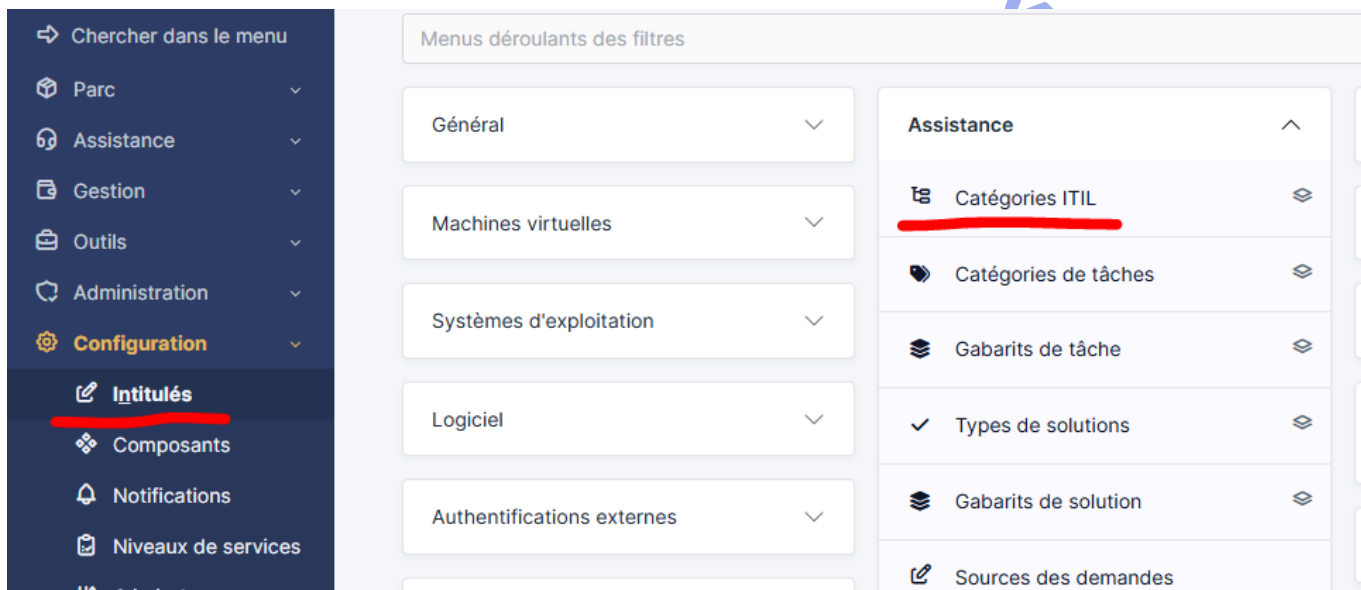 Chercher dans le menu
Parc
Assistance
Gestion
Outils
Administration
Configuration
Intitulés
Composants
Notifications
Niveaux de services
Menus déroulants des filtres
Général
Machines virtuelles
Systèmes d'exploitation
Logiciel
Authentifications externes
Assistance
Catégories ITIL
Catégories de tâches
Gabarits de tâche
Types de solutions
Gabarits de solution
Sources des demandes